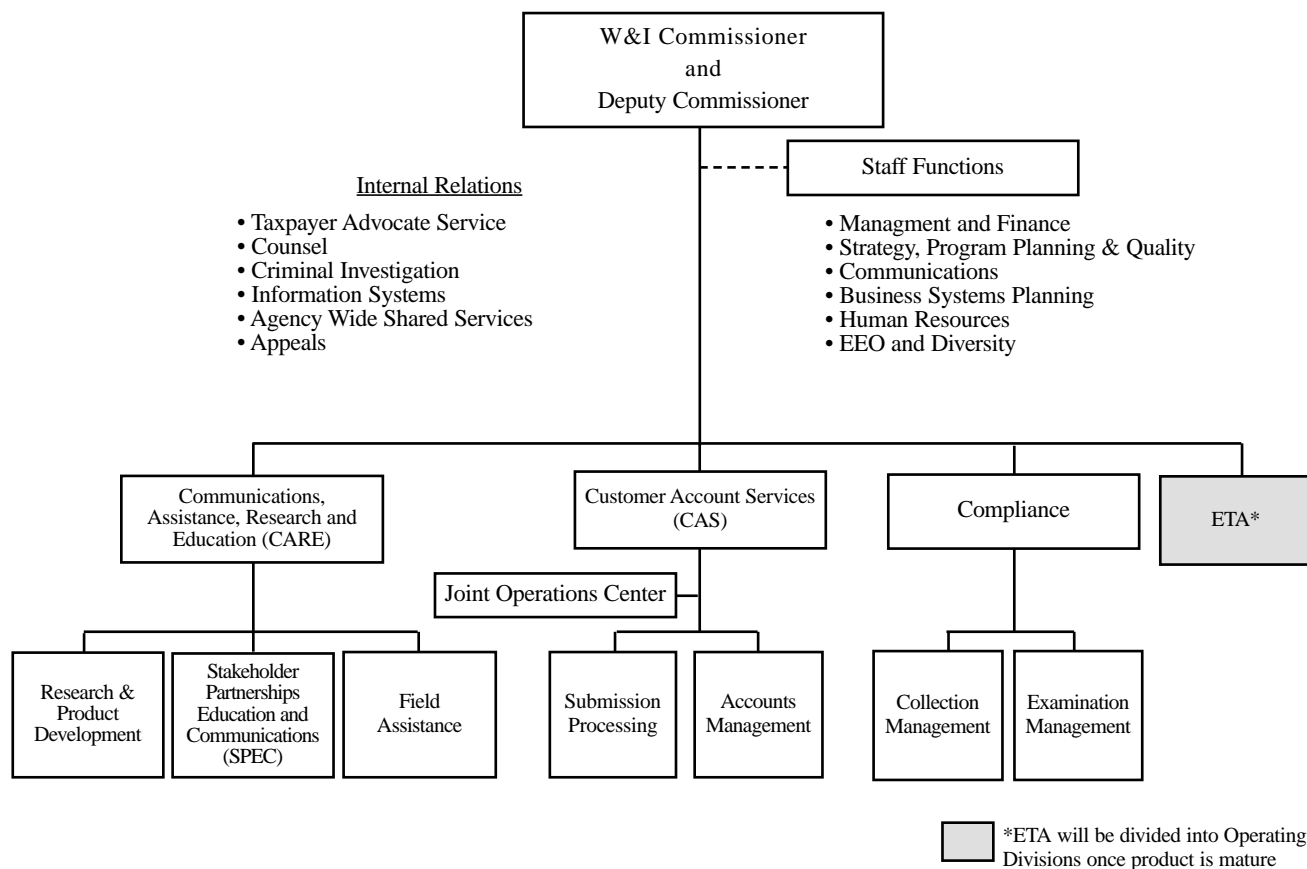 W&I Commissioner
and
Deputy Commissioner
Staff Functions
Internal Relations
• Taxpayer Advocate Service
• Counsel
• Criminal Investigation
• Information Systems
• Agency Wide Shared Services
• Appeals
• Managment and Finance
• Strategy, Program Planning & Quality
• Communications
• Business Systems Planning
• Human Resources
• EEO and Diversity
Communications,
Assistance, Research and
Education (CARE)
Customer Account Services
(CAS)
Compliance
ETA*
Joint Operations Center
Research &
Product
Development
Stakeholder
Partnerships
Education and
Communications
(SPEC)
Field
Assistance
Submission
Processing
Accounts
Management
Collection
Management
Examination
Management
*ETA will be divided into Operating
Divisions once product is mature